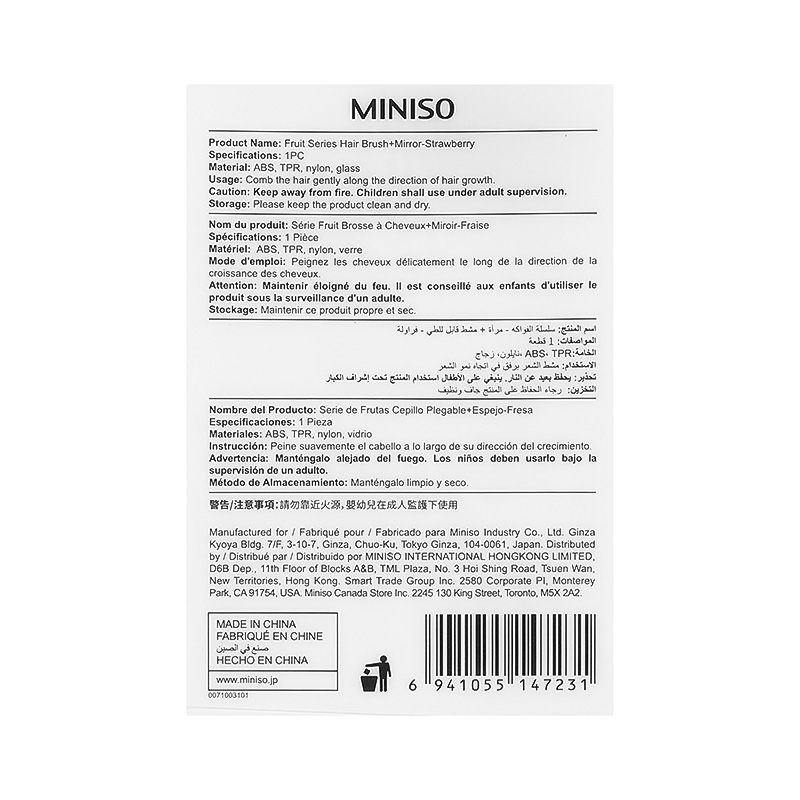 MINISO
Product Name: Fruit Series Hair Brush+Mirror-Strawberry
Specifications: 1PC
Material: ABS, TPR, nylon, glass
Usage: Comb the hair gently along the direction of hair growth.
Caution: Keep away from fire. Children shall use under adult supervision.
Storage: Please keep the product clean and dry.
Nom du produit: Série Fruit Brosse à Cheveux+Miroir-Fraise
Spécifications: 1 Pièce
Matériel: ABS, TPR, nylon, verre
Mode d'emploi: Peignez les cheveux délicatement le long de la direction de la
croissance des cheveux.
Attention: Maintenir éloigné du feu. Il est conseillé aux enfants d'utiliser le
produit sous la surveillance d'un adulte.
Stockage: Maintenir ce produit propre et sec.
اسم المنتج: سلسلة الفواكه - مرآة + مشط قابل للطي - فراولة
المواصفات: 1 قطعة
الخامة: ABS، TPR، نايلون، زجاج
الاستخدام: مشط الشعر برفق في اتجاه نمو الشعر
تحذير: يحفظ بعيد عن النار. ينبغي على الأطفال استخدام المنتج تحت إشراف الكبار
التخزين: رجاء الحفاظ على المنتج جاف ونظيف
Nombre del Producto: Serie de Frutas Cepillo Plegable+Espejo-Fresa
Especificaciones: 1 Pieza
Materiales: ABS, TPR, nylon, vidrio
Instrucción: Peine suavemente el cabello a lo largo de su dirección del crecimiento.
Advertencia: Manténgalo alejado del fuego. Los niños deben usarlo bajo la
supervisión de un adulto.
Método de Almacenamiento: Manténgalo limpio y seco.
警告/注意事項:請勿靠近火源,嬰幼兒在成人監護下使用
Manufactured for / Fabriqué pour / Fabricado para Miniso Industry Co., Ltd. Ginza
Kyoya Bldg. 7/F, 3-10-7, Ginza, Chuo-Ku, Tokyo Ginza, 104-0061, Japan. Distributed
by / Distribué par / Distribuido por MINISO INTERNATIONAL HONGKONG LIMITED,
D6B Dep., 11th Floor of Blocks A&B, TML Plaza, No. 3 Hoi Shing Road, Tsuen Wan,
New Territories, Hong Kong. Smart Trade Group Inc. 2580 Corporate Pl, Monterey
Park, CA 91754, USA. Miniso Canada Store Inc. 2245 130 King Street, Toronto, M5X 2A2.
MADE IN CHINA
FABRIQUÉ EN CHINE
صنع في الصين
HECHO EN CHINA
www.miniso.jp
0071003101
6 941055 147231